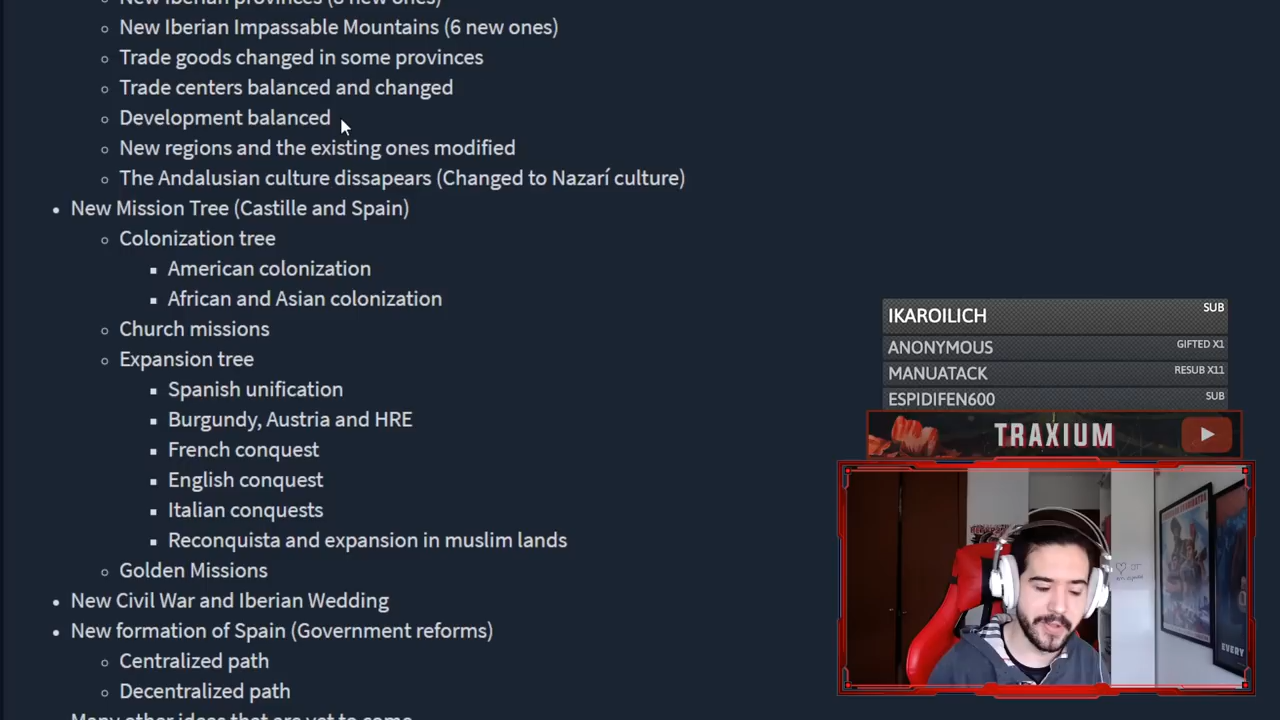 New Iberian Impassable Mountains (6 new ones)
Trade goods changed in some provinces
Trade centers balanced and changed
Development balanced
New regions and the existing ones modified
The Andalusian culture dissapears (Changed to Nazarí culture)
New Mission Tree (Castille and Spain)
Colonization tree
American colonization
African and Asian colonization
Church missions
Expansion tree
Spanish unification
Burgundy, Austria and HRE
French conquest
English conquest
Italian conquests
Reconquista and expansion in muslim lands
Golden Missions
New Civil War and Iberian Wedding
New formation of Spain (Government reforms)
Centralized path
Decentralized path
IKAROILICH SUB
ANONYMOUS GIFTED X1
MANUATACK RESUB X11
ESPIDIFEN600 SUB
TRAXIUM
EVERY